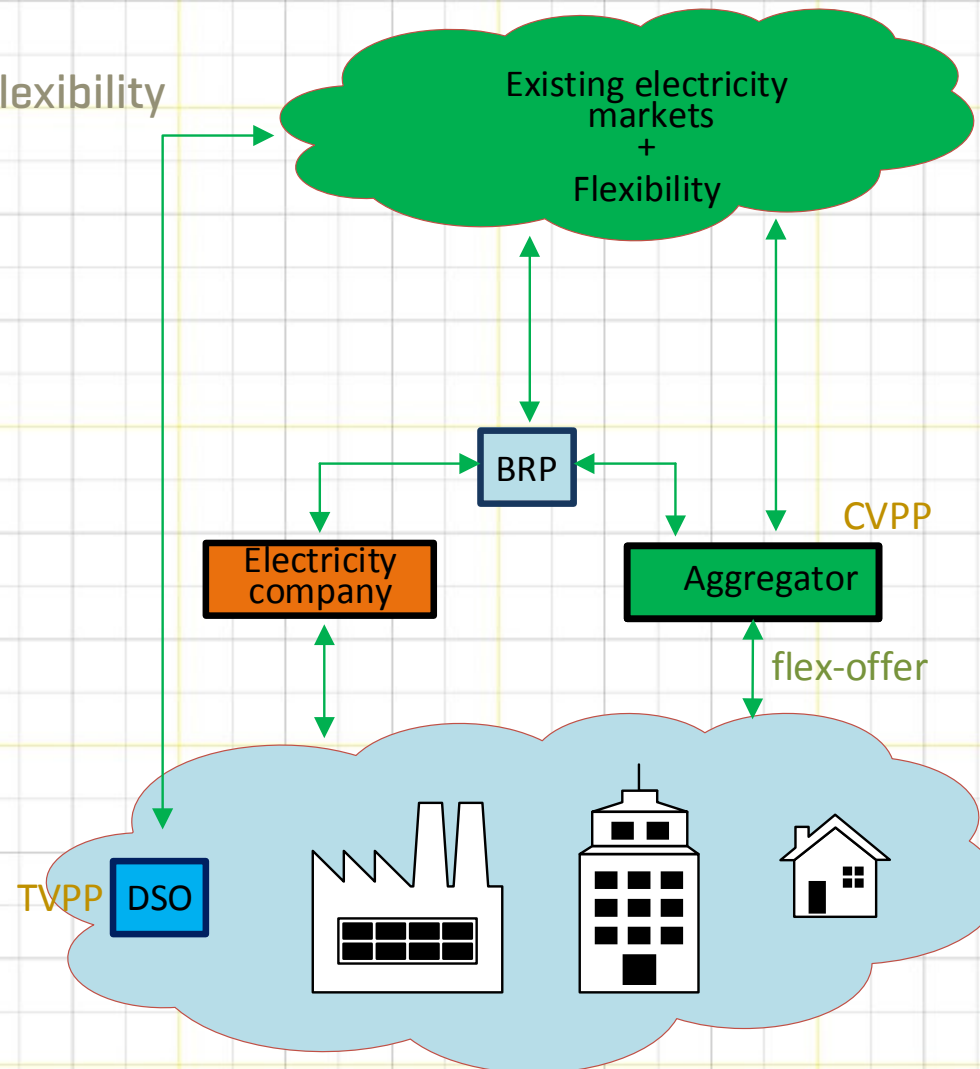 lexibility
Existing electricity
markets
+
Flexibility
BRP
CVPP
Electricity
company
Aggregator
flex-offer
TVPP
DSO